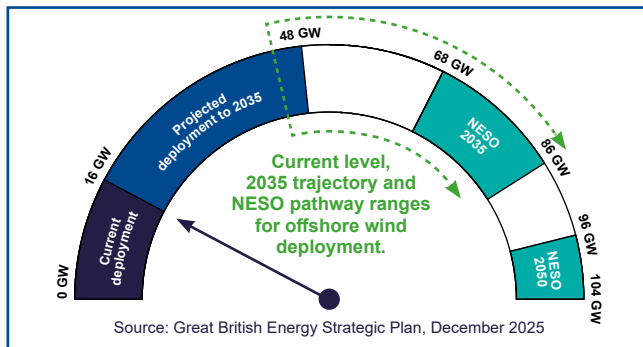 0 GW
16 GW
48 GW
68 GW
86 GW
96 GW
104 GW
Current
deployment
Projected
deployment to 2035
NESO
2035
NESO
2050
Current level,
2035 trajectory and
NESO pathway ranges
for offshore wind
deployment.
Source: Great British Energy Strategic Plan, December 2025